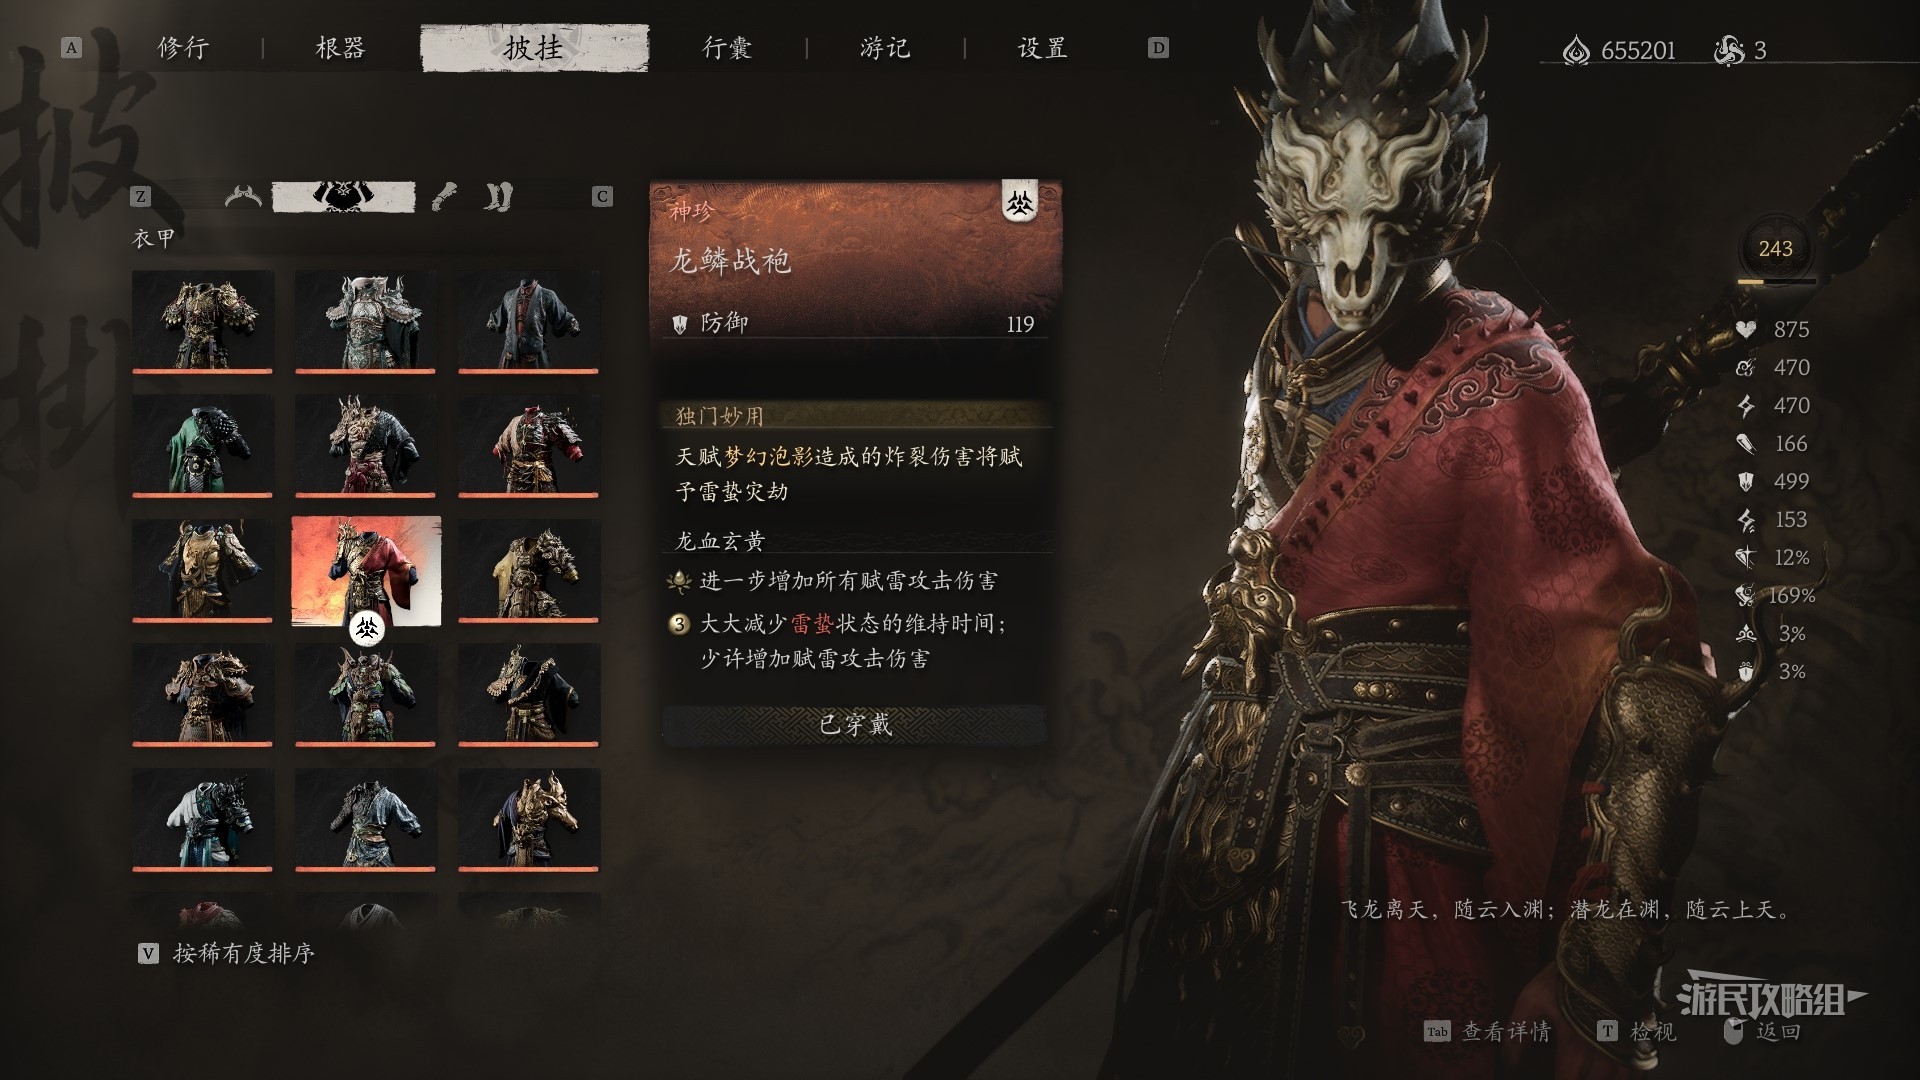 A 修行 | 根器 | 披挂 | 行囊 | 游记 | 设置 D
655201 3
披挂
Z C
衣甲
神珍
龙鳞战袍
防御 119
独门妙用
天赋梦幻泡影造成的炸裂伤害将赋
予雷蛰灾劫
龙血玄黄
进一步增加所有赋雷攻击伤害
3 大大减少雷蛰状态的维持时间；
少许增加赋雷攻击伤害
已穿戴
V 按稀有度排序
243
875
470
470
166
499
153
12%
169%
3%
3%
飞龙离天，随云入渊；潜龙在渊，随云上天。
游民攻略组
Tab 查看详情 T 检视 返回